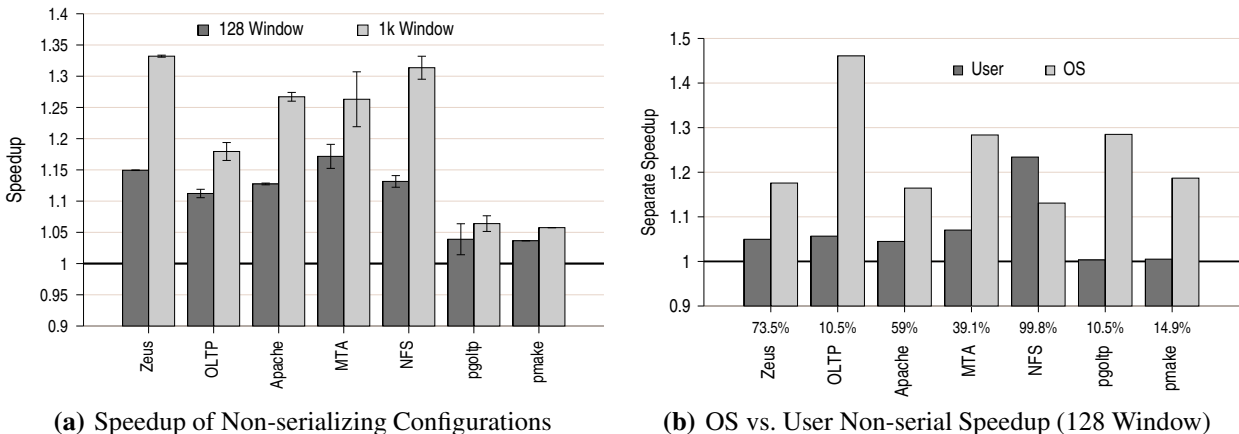 1.4
1.35
1.3
1.25
1.2
1.15
1.1
1.05
1
0.95
0.9
Speedup
128 Window
1k Window
Zeus
OLTP
Apache
MTA
NFS
pgoltp
pmake
(a) Speedup of Non-serializing Configurations
1.5
1.4
1.3
1.2
1.1
1
0.9
Separate Speedup
User
OS
73.5%
10.5%
59%
39.1%
99.8%
10.5%
14.9%
Zeus
OLTP
Apache
MTA
NFS
pgoltp
pmake
(b) OS vs. User Non-serial Speedup (128 Window)